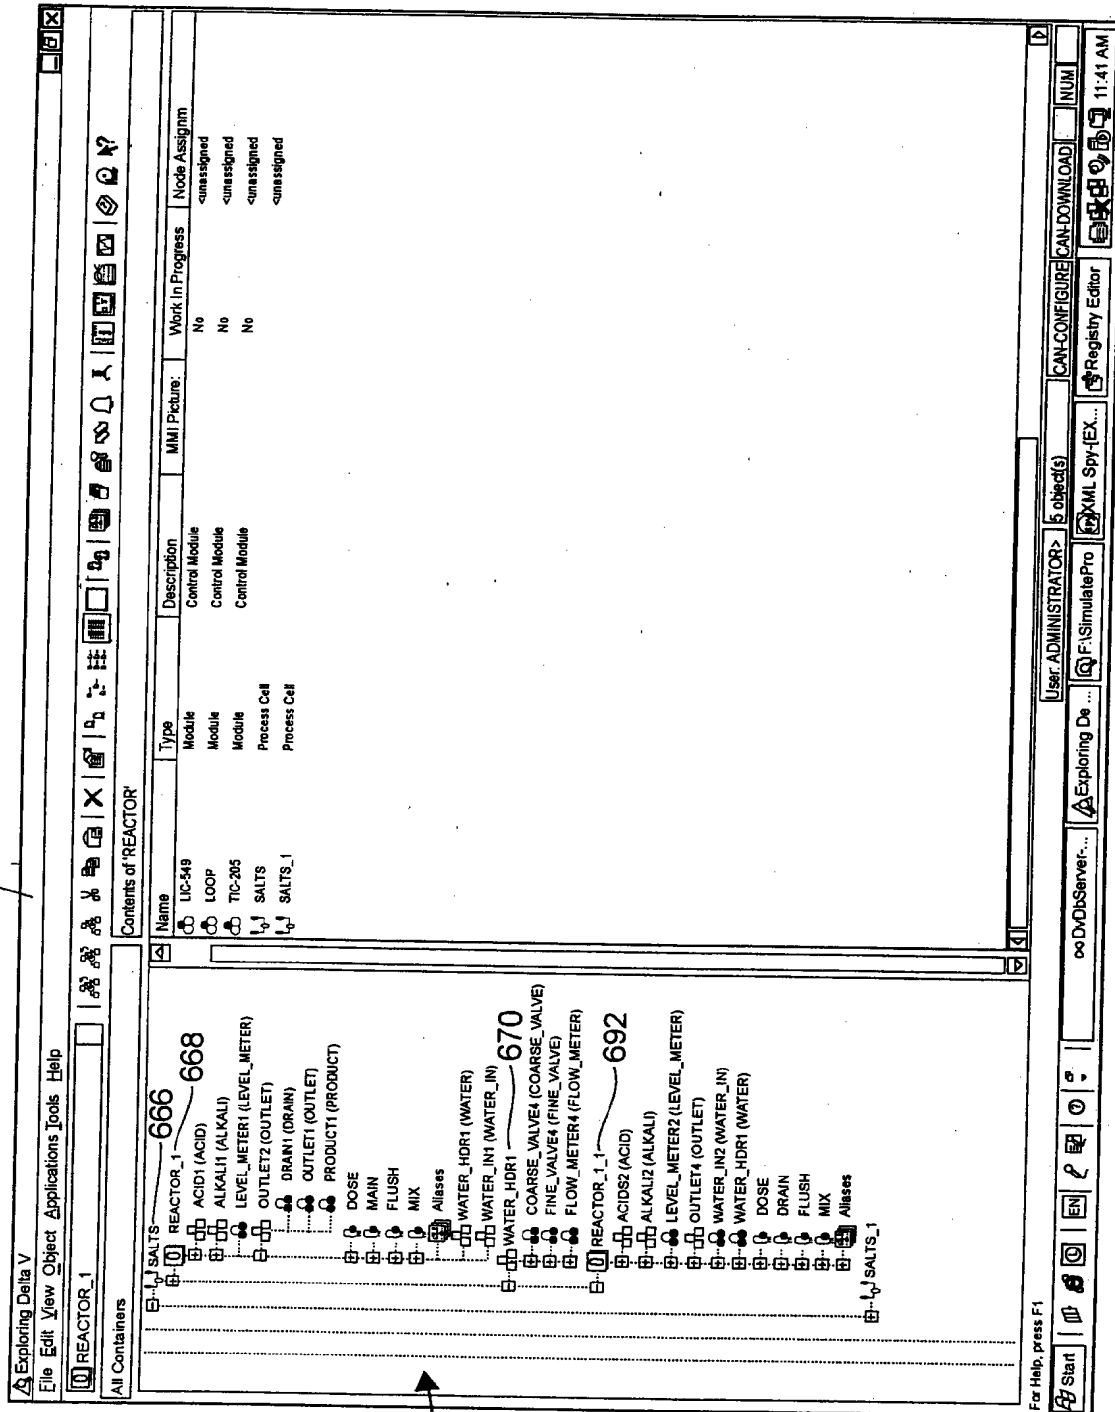 Exploring Delta V
File Edit View Object Applications Tools Help
REACTOR_1
All Containers
Contents of 'REACTOR'
SALTS
666
REACTOR_1
668
ACID1 (ACID)
ALKALI1 (ALKALI)
LEVEL_METER1 (LEVEL_METER)
OUTLET2 (OUTLET)
DRAIN1 (DRAIN)
OUTLET1 (OUTLET)
PRODUCT1 (PRODUCT)
DOSE
MAIN
FLUSH
MIX
Aliases
WATER_HDR1 (WATER)
WATER_IN1 (WATER_IN)
WATER_HDR1
670
COARSE_VALVE4 (COARSE_VALVE)
FINE_VALVE4 (FINE_VALVE)
FLOW_METER4 (FLOW_METER)
REACTOR_1_1
692
ACIDS2 (ACID)
ALKALI2 (ALKALI)
LEVEL_METER2 (LEVEL_METER)
OUTLET4 (OUTLET)
WATER_IN2 (WATER_IN)
WATER_HDR1 (WATER)
DOSE
DRAIN
FLUSH
MIX
Aliases
SALTS_1
Name Type Description MMI Picture: Work In Progress Node Assignm
LIC-549 Module Control Module No <unassigned
LOOP Module Control Module No <unassigned
TIC-205 Module Control Module No <unassigned
SALTS Process Cell <unassigned
SALTS_1 Process Cell
For Help, press F1
User: ADMINISTRATOR> 5 object(s) CAN-CONFIGURE CAN-DOWNLOAD NUM
Start EN DvDbServer-... Exploring De ... F:\SimulatePro XML Spy-[EX... Registry Editor 11:41 AM